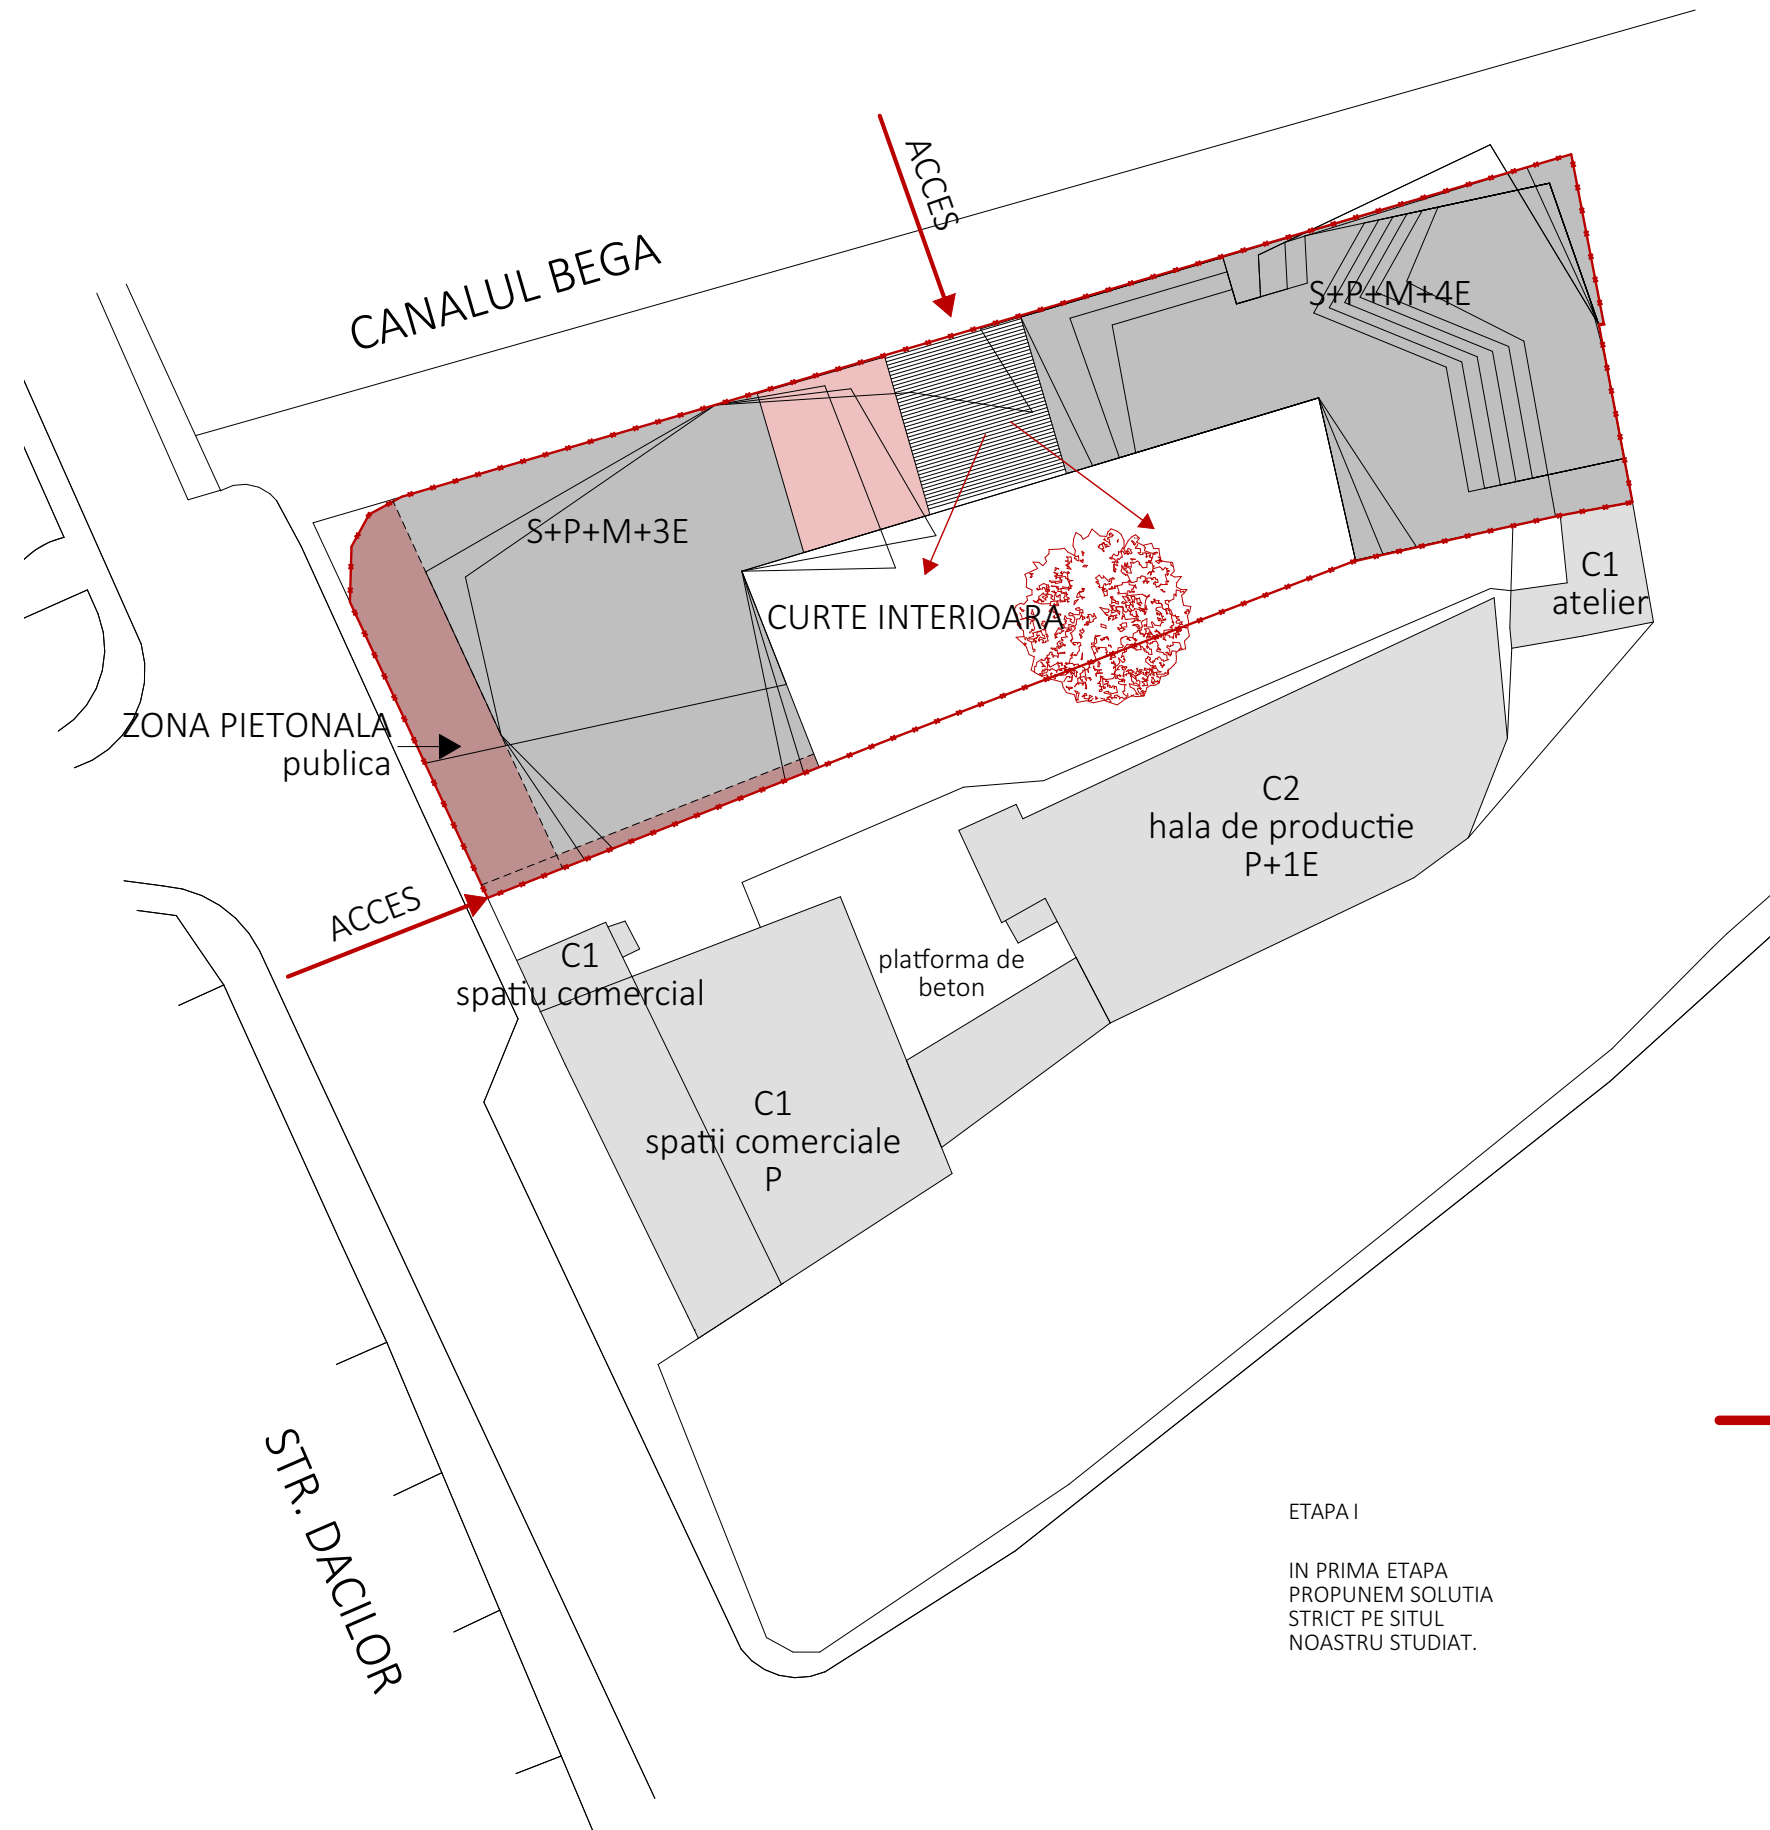 ACCES
CANALUL BEGA
S+P+M+4E
S+P+M+3E
C1
atelier
CURTE INTERIOARA
ZONA PIETONALA
publica
C2
hala de productie
P+1E
ACCES
C1
spatiu comercial
platforma de
beton
C1
spatii comerciale
P
STR. DACIILOR
ETAPA I
IN PRIMA ETAPA
PROPUNEM SOLUTIA
STRICT PE SITUL
NOASTRU STUDIAT.